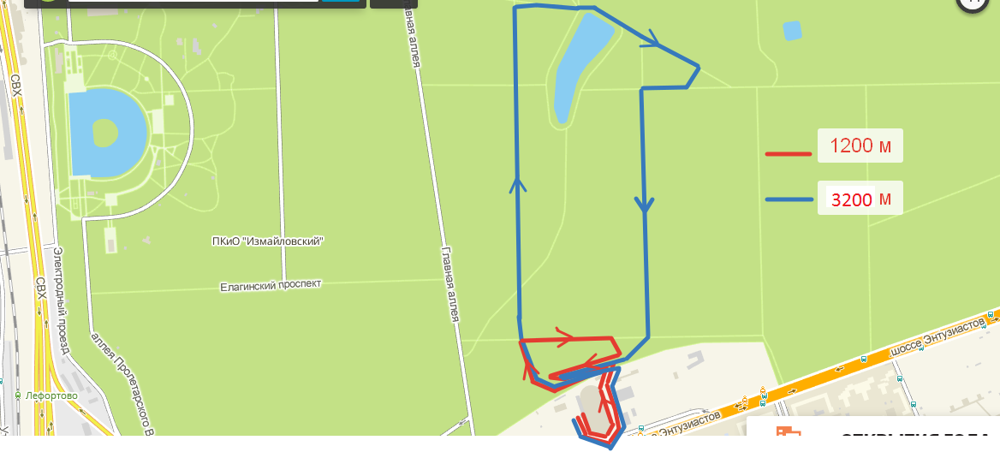 Главная аллея
СВХ
1200 м
3200 м
ПКиО "Измайловский"
Электродный проезд
СВХ
Главная аллея
Елагинский проспект
аллея Пролетарского В
шоссе Энтузиастов
Лефортово
Энтузиастов